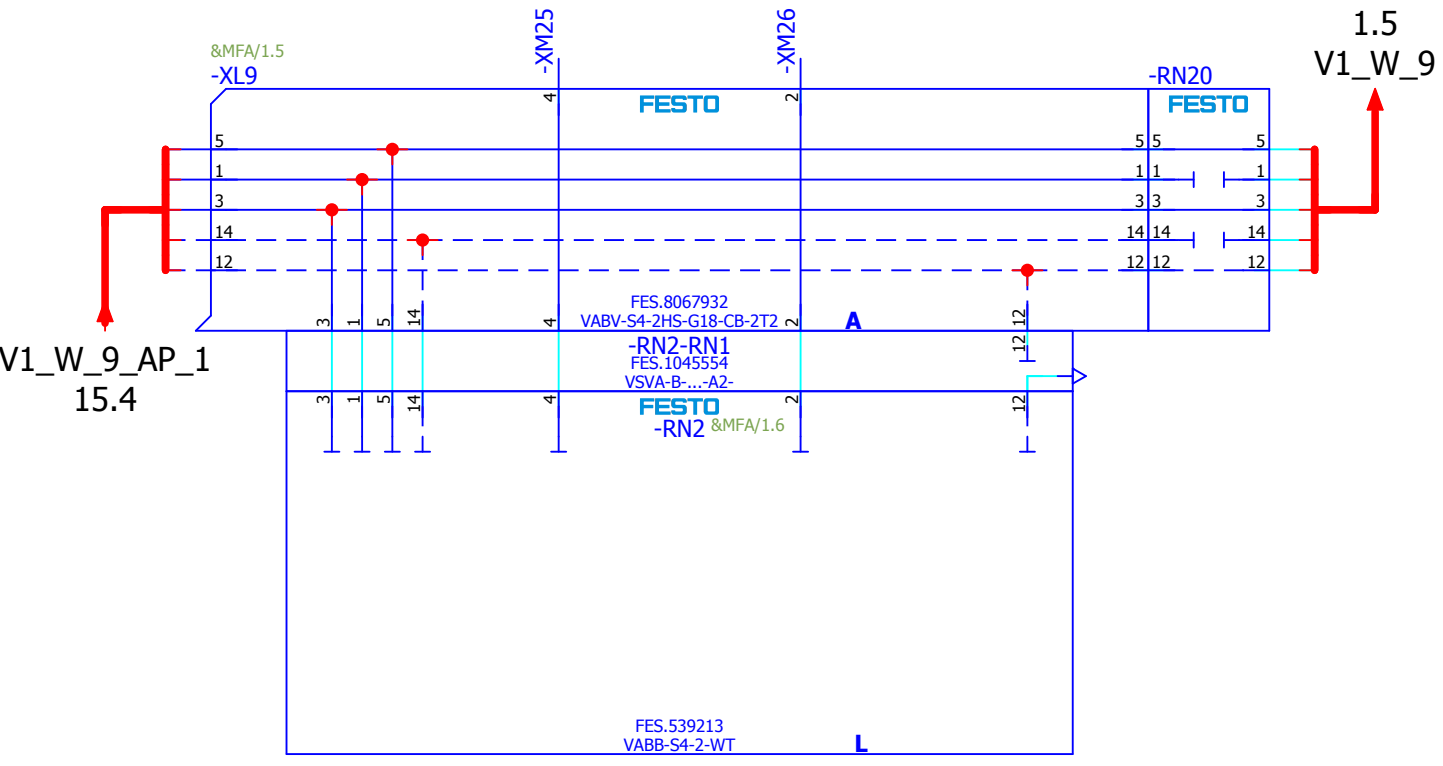 -XM25
-XM26
1.5
V1_W_9
&MFA/1.5
-XL9
-RN20
4
FESTO
2
FESTO
5
5 5
5
1
1 1
1
3
3 3
3
14
14 14
14
12
12 12
12
FES.8067932
VABV-S4-2HS-G18-CB-2T2
A
3
1
5
14
4
2
12
V1_W_9_AP_1
15.4
-RN2-RN1
FES.1045554
VSVA-B-...-A2-
12
3
1
5
14
4
FESTO
2
12
-RN2 &MFA/1.6
FES.539213
VABB-S4-2-WT
L